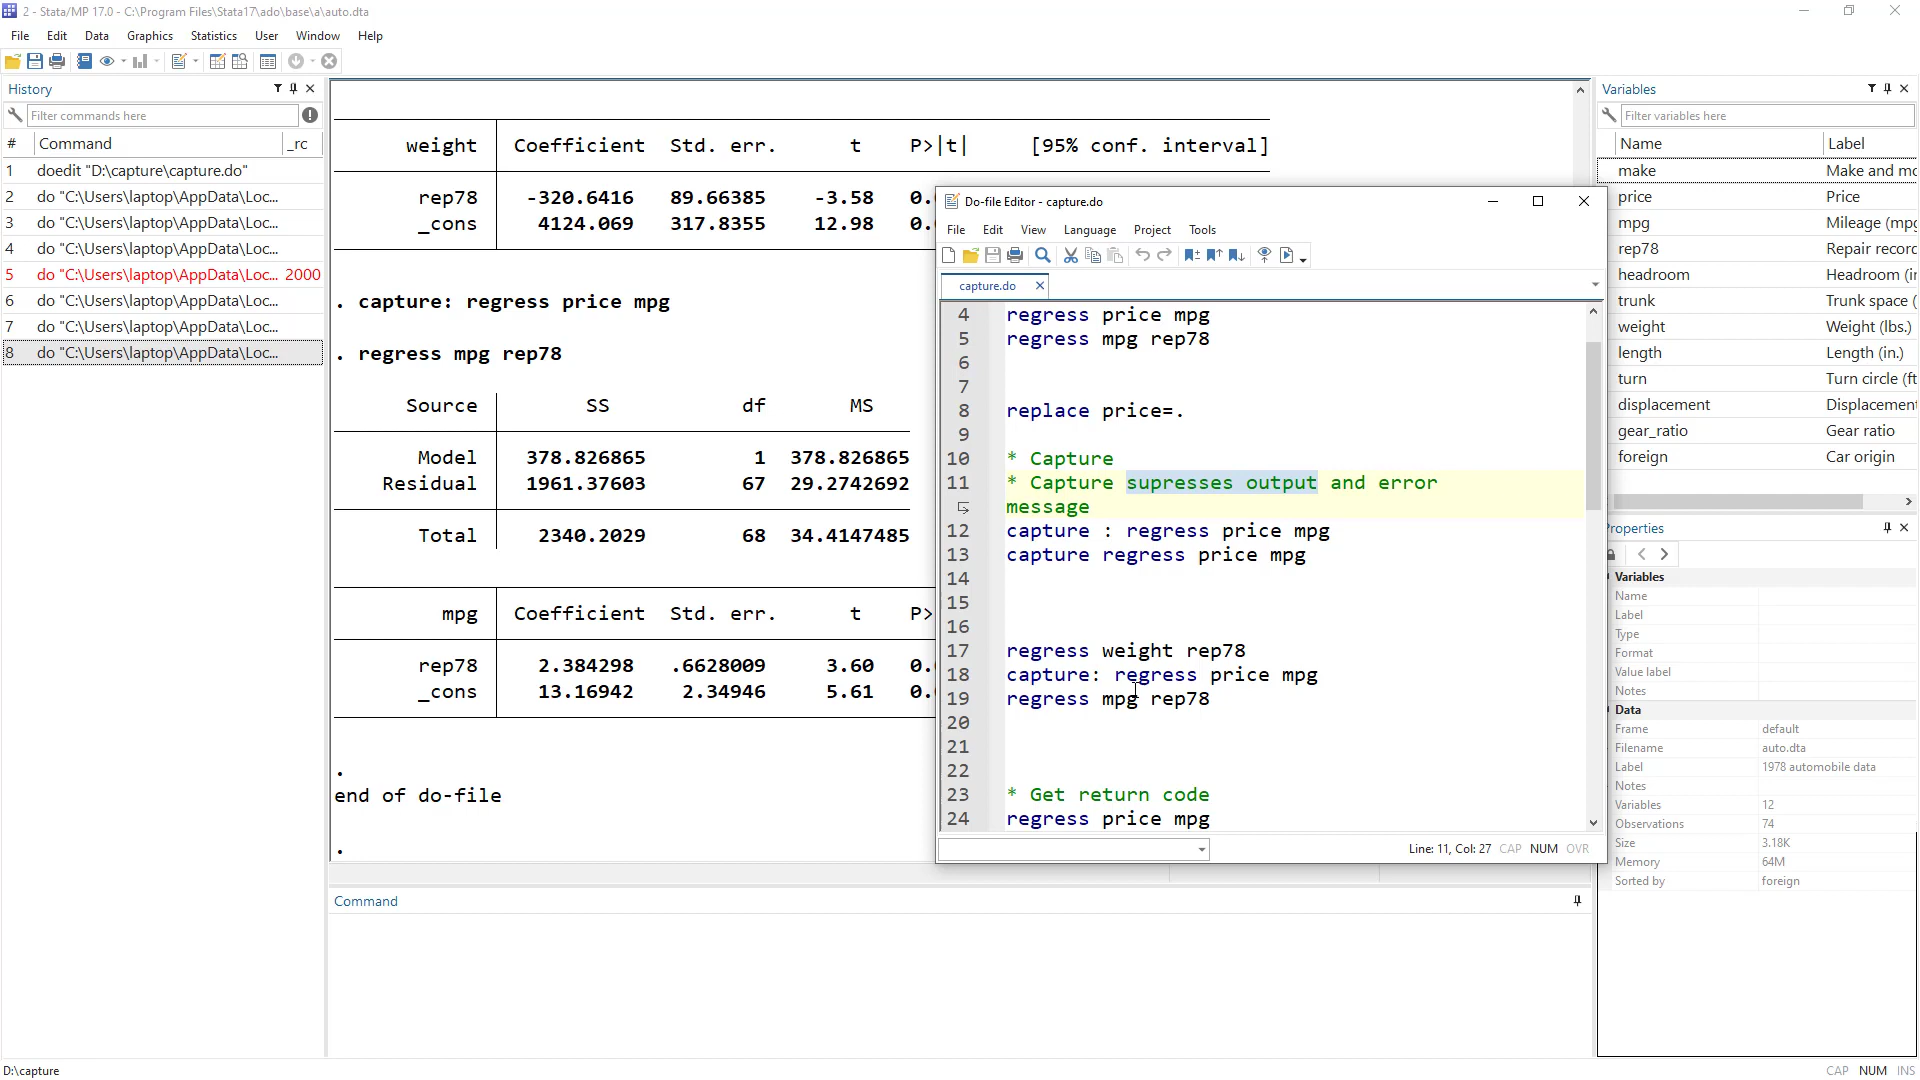 2 - Stata/MP 17.0 - C:\Program Files\Stata17\ado\base\a\auto.dta
File Edit Data Graphics Statistics User Window Help
History
Filter commands here
# Command _rc
1 doedit "D:\capture\capture.do"
2 do "C:\Users\laptop\AppData\Loc...
3 do "C:\Users\laptop\AppData\Loc...
4 do "C:\Users\laptop\AppData\Loc...
5 do "C:\Users\laptop\AppData\Loc... 2000
6 do "C:\Users\laptop\AppData\Loc...
7 do "C:\Users\laptop\AppData\Loc...
8 do "C:\Users\laptop\AppData\Loc...
weight Coefficient Std. err. t P>|t| [95% conf. interval]
rep78 -320.6416 89.66385 -3.58 0.
_cons 4124.069 317.8355 12.98 0.
. capture: regress price mpg
. regress mpg rep78
Source SS df MS
Model 378.826865 1 378.826865
Residual 1961.37603 67 29.2742692
Total 2340.2029 68 34.4147485
mpg Coefficient Std. err. t P>
rep78 2.384298 .6628009 3.60 0.
_cons 13.16942 2.34946 5.61 0.
.
end of do-file
.
Command
Do-file Editor - capture.do
File Edit View Language Project Tools
capture.do
4 regress price mpg
5 regress mpg rep78
6
7
8 replace price=.
9
10 * Capture
11 * Capture supresses output and error
message
12 capture : regress price mpg
13 capture regress price mpg
14
15
16
17 regress weight rep78
18 capture: regress price mpg
19 regress mpg rep78
20
21
22
23 * Get return code
24 regress price mpg
Line: 11, Col: 27 CAP NUM OVR
Variables
Filter variables here
Name Label
make Make and mo
price Price
mpg Mileage (mpg
rep78 Repair record
headroom Headroom (in
trunk Trunk space (
weight Weight (lbs.)
length Length (in.)
turn Turn circle (ft
displacement Displacement
gear_ratio Gear ratio
foreign Car origin
Properties
Variables
Name
Label
Type
Format
Value label
Notes
Data
Frame default
Filename auto.dta
Label 1978 automobile data
Notes
Variables 12
Observations 74
Size 3.18K
Memory 64M
Sorted by foreign
D:\capture
CAP NUM INS